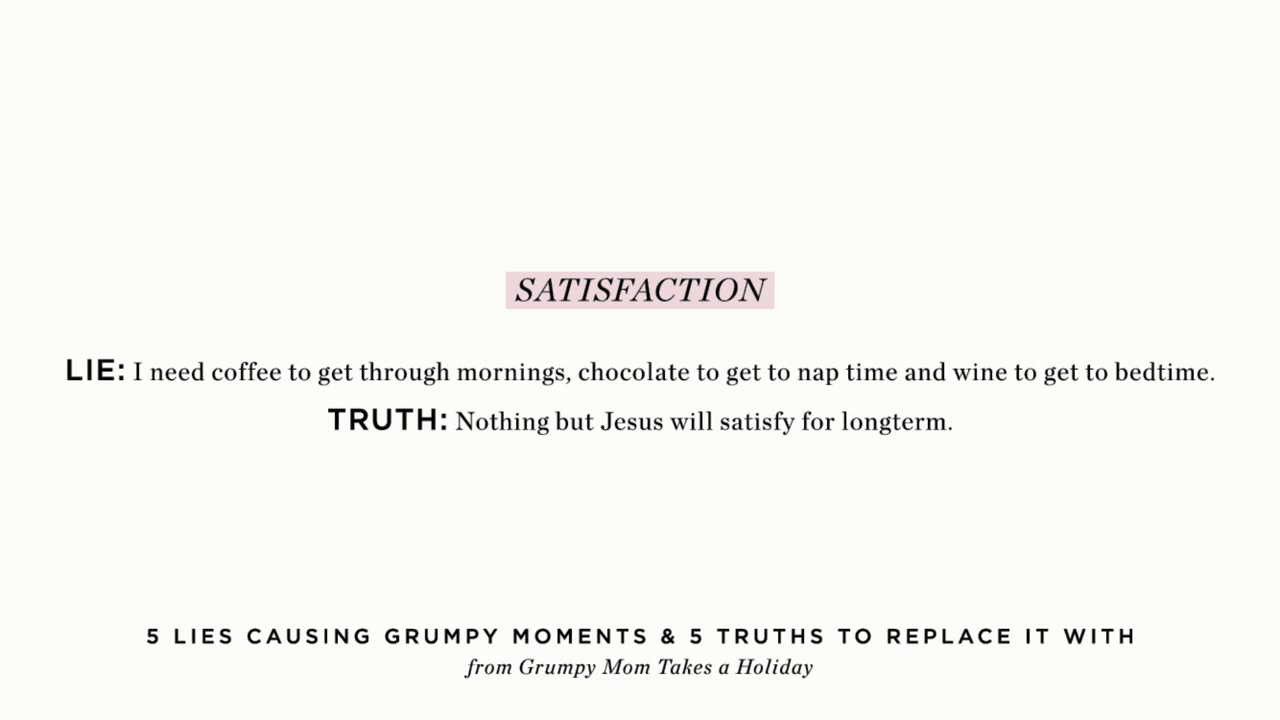 SATISFACTION
LIE: I need coffee to get through mornings, chocolate to get to nap time and wine to get to bedtime.
TRUTH: Nothing but Jesus will satisfy for longterm.
5 LIES CAUSING GRUMPY MOMENTS & 5 TRUTHS TO REPLACE IT WITH
from Grumpy Mom Takes a Holiday